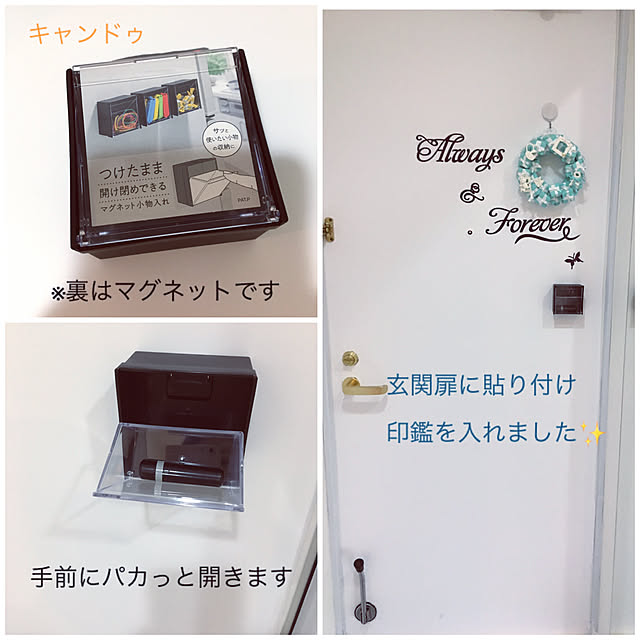 キャンドゥ
サッと
使いたい小物
の収納に
つけたまま
開け閉めできる
マグネット小物入れ
PAT.P
※裏はマグネットです
手前にパカっと開きます
Always
&
Forever
玄関扉に貼り付け
印鑑を入れました✨